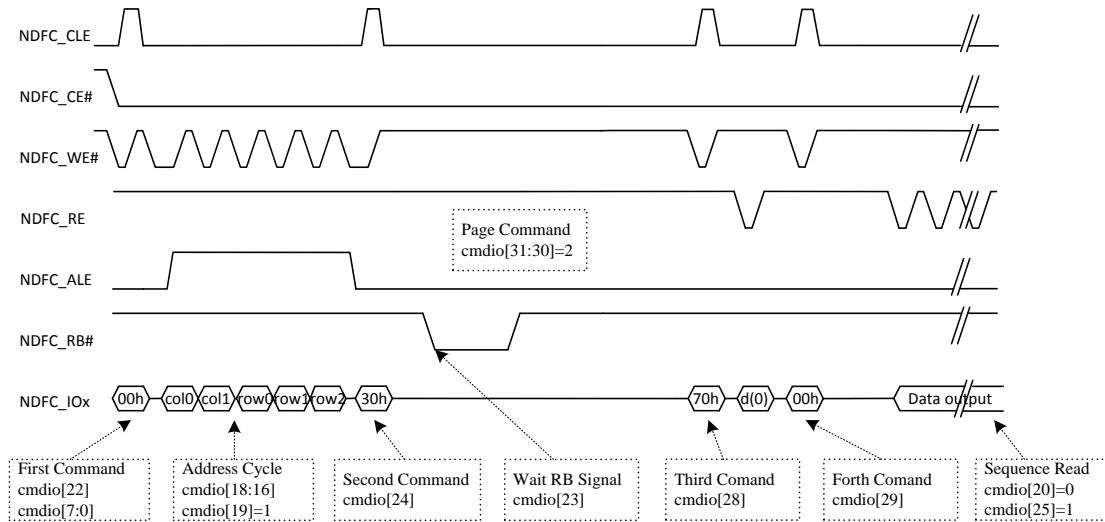 NDFC_CLE
NDFC_CE#
NDFC_WE#
NDFC_RE
Page Command
cmdio[31:30]=2
NDFC_ALE
NDFC_RB#
NDFC_IOx
00h
col0
col1
row0
row1
row2
30h
70h
d(0)
00h
Data output
First Command
cmdio[22]
cmdio[7:0]
Address Cycle
cmdio[18:16]
cmdio[19]=1
Second Command
cmdio[24]
Wait RB Signal
cmdio[23]
Third Comand
cmdio[28]
Forth Comand
cmdio[29]
Sequence Read
cmdio[20]=0
cmdio[25]=1